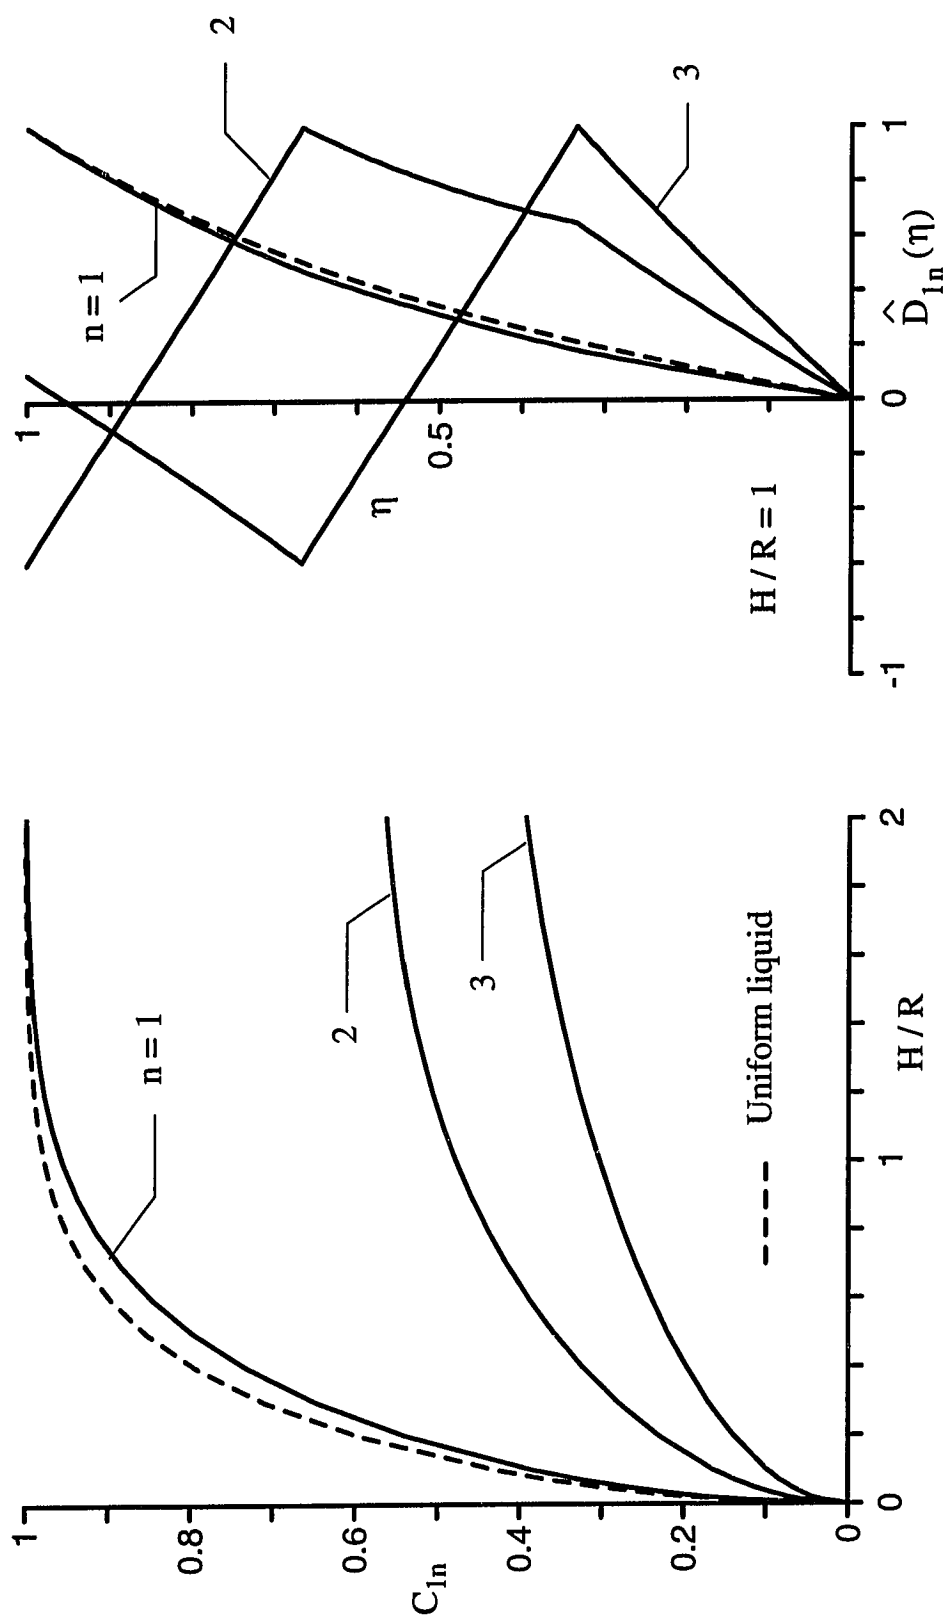 1
0.8
0.6
0.4
0.2
0
C1n
n = 1
2
3
Uniform liquid
0
1
2
H / R
1
0.5
η
n = 1
2
3
H / R = 1
-1
0
1
D̂1n (η)